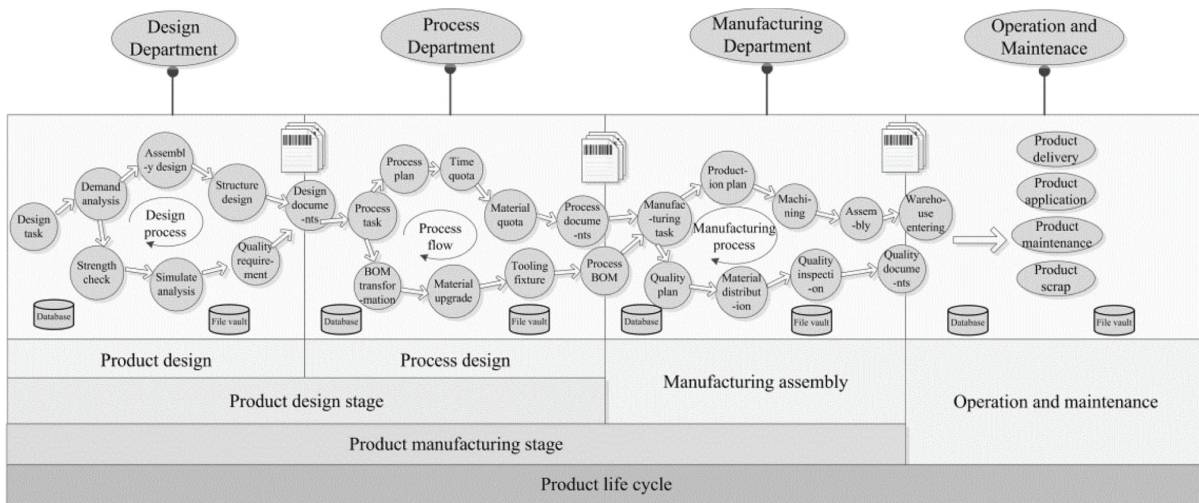 Design
Department
Process
Department
Manufacturing
Department
Operation and
Maintenace
Design
task
Demand
analysis
Assembl
-y design
Structure
design
Design
docume
-nts
Strength
check
Simulate
analysis
Quality
require-
ment
Design
process
Database
File vault
Process
task
Process
plan
Time
quota
Material
quota
Process
docume
-nts
BOM
transfor
-mation
Material
upgrade
Tooling
fixture
Process
BOM
Process
flow
Database
File vault
Manufac
-turing
task
Product-
ion plan
Machi-
ning
Assem
-bly
Wareho-
use
entering
Quality
plan
Material
distribut
-ion
Quality
inspecti
-on
Quality
docume
-nts
Manufacturing
process
Database
File vault
Product
delivery
Product
application
Product
maintenance
Product
scrap
Database
File vault
Product design
Process design
Manufacturing assembly
Operation and maintenance
Product design stage
Product manufacturing stage
Product life cycle